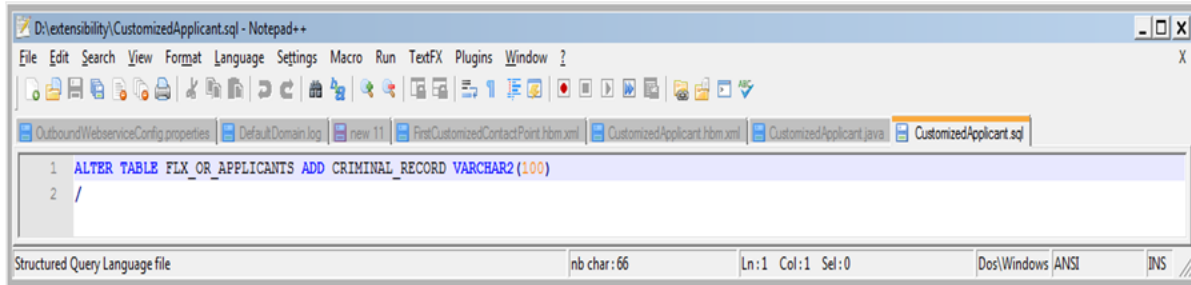 D:\extensibility\CustomizedApplicant.sql - Notepad++
File Edit Search View Format Language Settings Macro Run TextFX Plugins Window ? X
OutboundWebserviceConfig.properties DefaultDomain.log new 11 FirstCustomizedContactPoint.hbm.xml CustomizedApplicant.hbm.xml CustomizedApplicant.java CustomizedApplicant.sql
1 ALTER TABLE FLX_OR_APPLICANTS ADD CRIMINAL_RECORD VARCHAR2(100)
2 /
Structured Query Language file nb char : 66 Ln : 1 Col : 1 Sel : 0 Dos\Windows ANSI INS